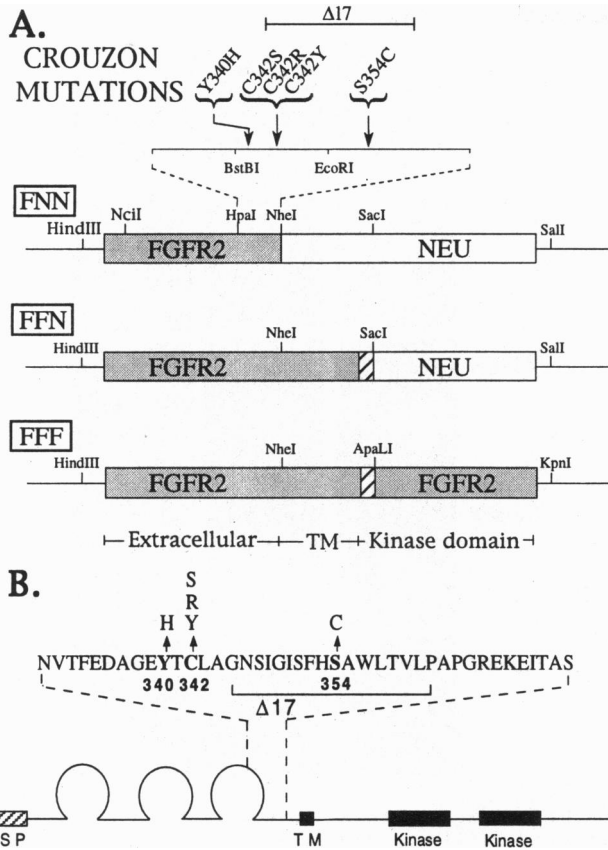 A.
Δ17
CROUZON
MUTATIONS
Y340H
C342S
C342R
C342Y
S354C
BstBI EcoRI
FNN
HindIII NciI HpaI NheI SacI SalI
FGFR2 NEU
FFN
HindIII NheI SacI SalI
FGFR2 NEU
FFF
HindIII NheI ApaLI KpnI
FGFR2 FGFR2
Extracellular TM Kinase domain
B.
S
R
H Y C
NVTFEDAGEYTCLAGNSIGISFHSAWLTVLPAPGREKEITAS
340 342 354
Δ17
SP TM Kinase Kinase